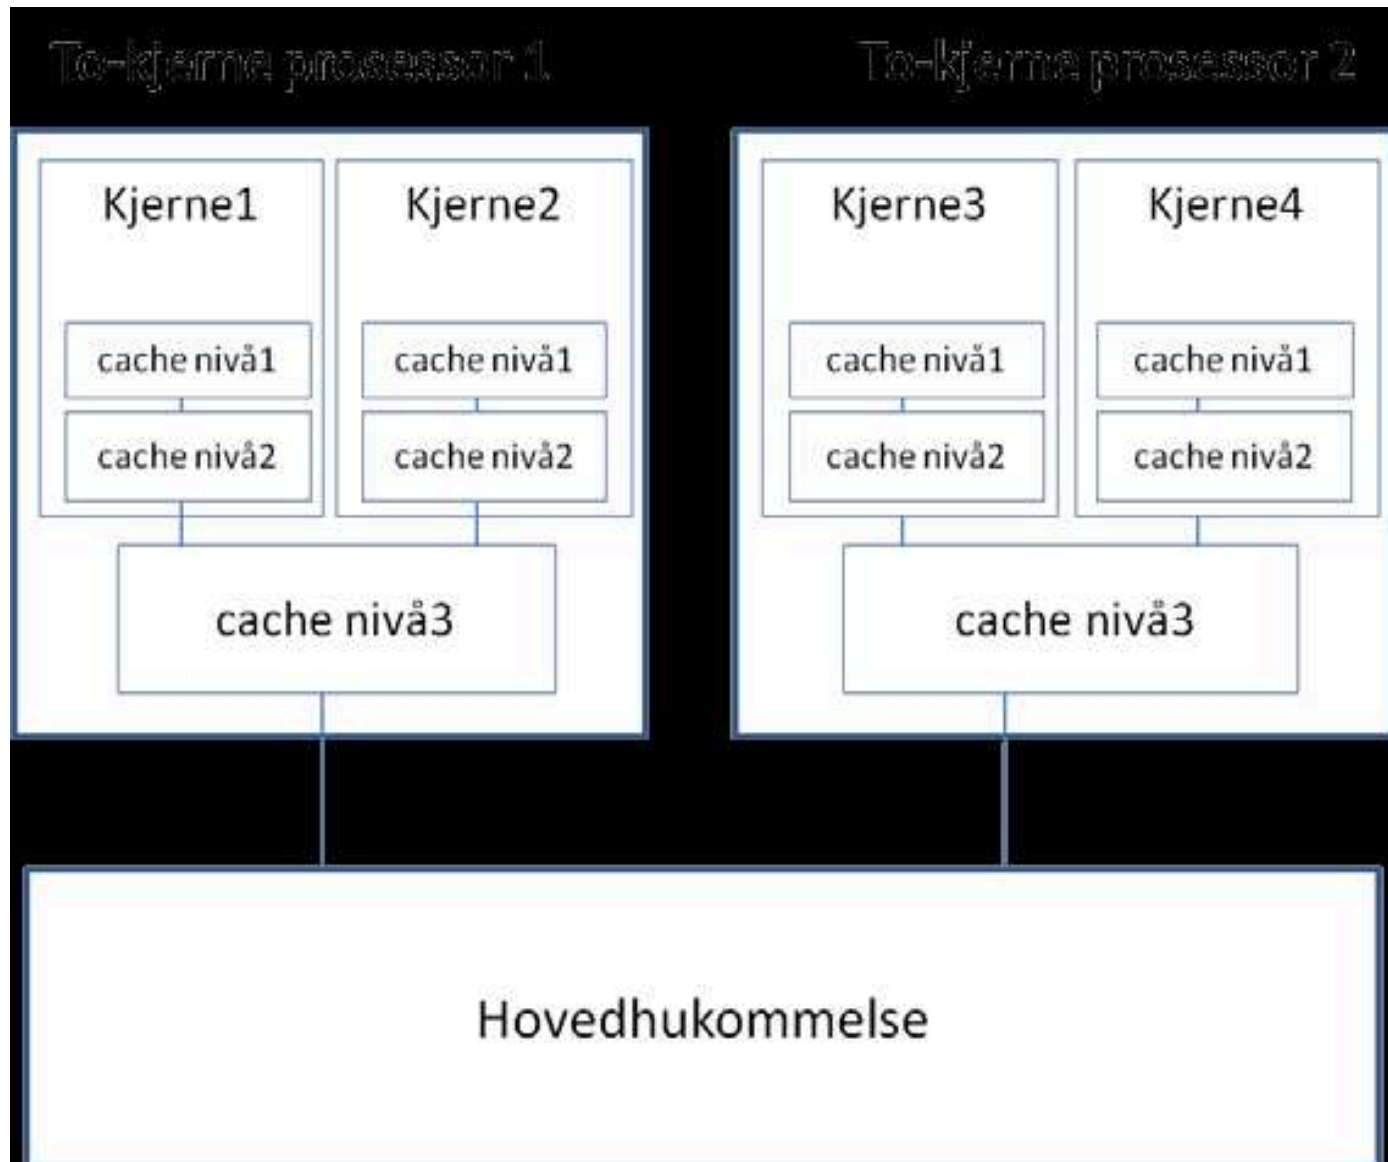 To-kjerne prosessor 1
To-kjerne prosessor 2
Kjerne1
Kjerne2
cache nivå1
cache nivå1
cache nivå2
cache nivå2
cache nivå3
Kjerne3
Kjerne4
cache nivå1
cache nivå1
cache nivå2
cache nivå2
cache nivå3
Hovedhukommelse